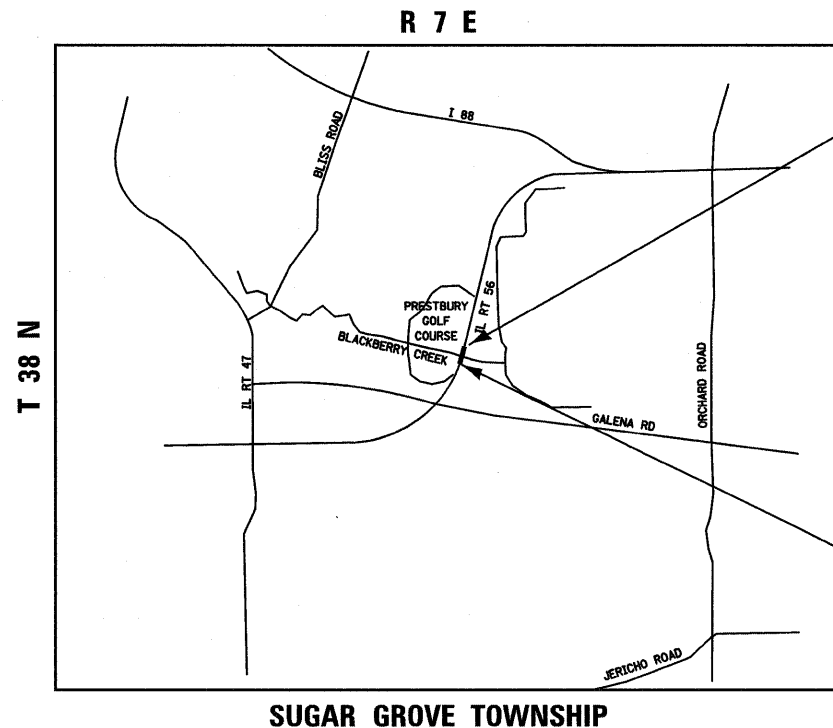 R 7 E
I 88
BLISS ROAD
IL RT 56
PRESTBURY
GOLF
COURSE
BLACKBERRY CREEK
T 38 N
IL RT 47
ORCHARD ROAD
GALENA RD
JERICHO ROAD
SUGAR GROVE TOWNSHIP